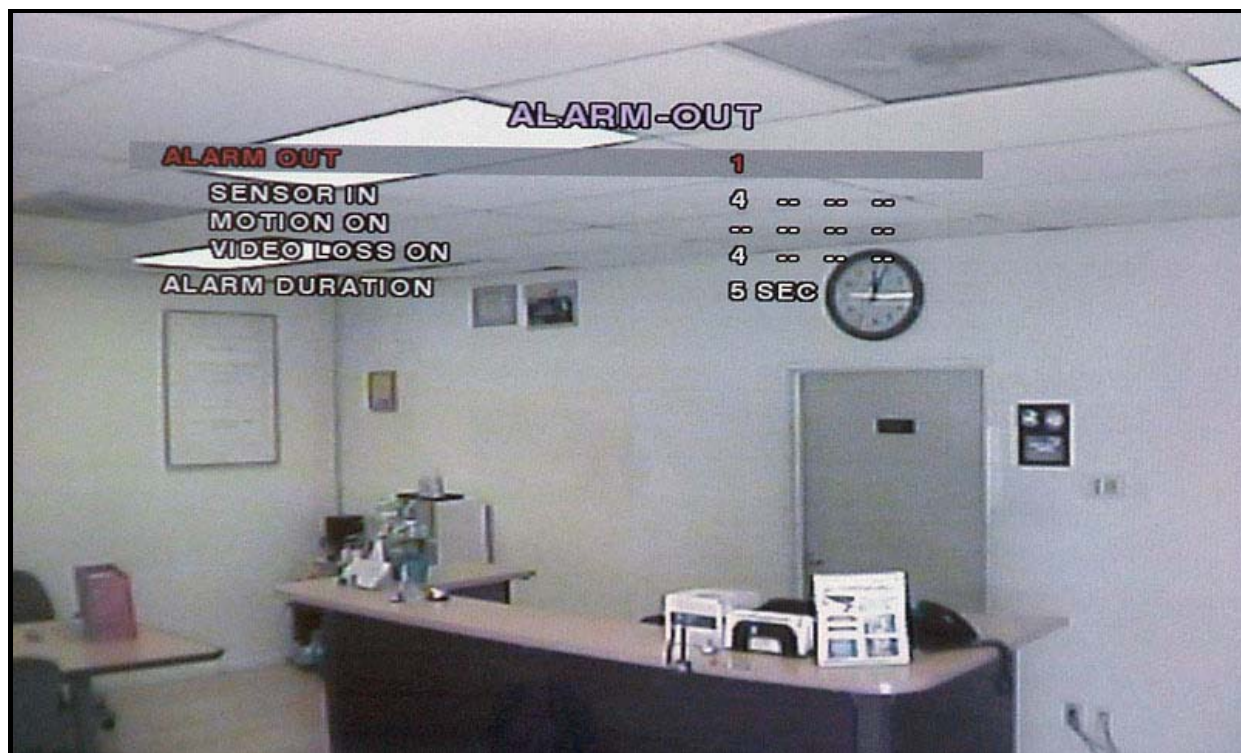 ALARM-OUT
ALARM OUT 1
SENSOR IN 4 -- -- --
MOTION ON -- -- -- --
VIDEO LOSS ON 4 -- -- --
ALARM DURATION 5 SEC